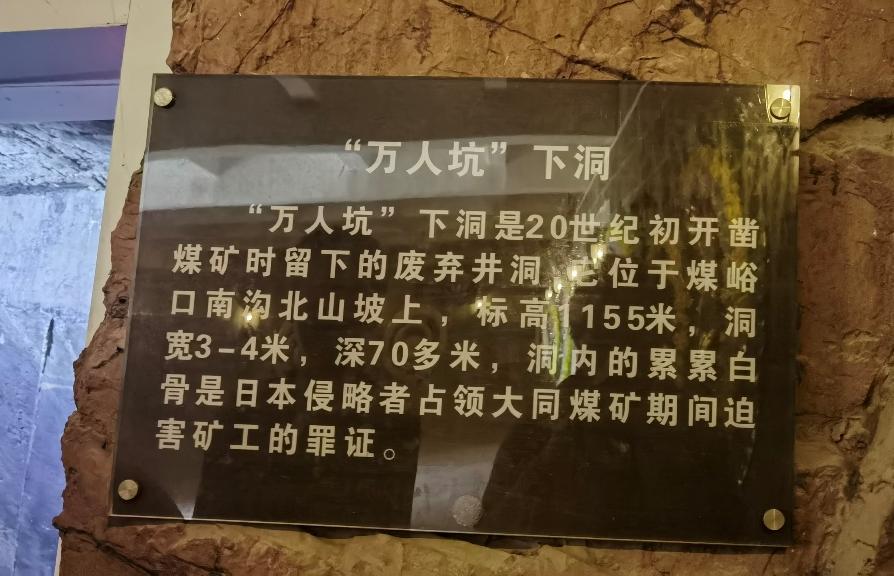 “万人坑”下洞
“万人坑”下洞是20世纪初开凿
煤矿时留下的废弃井洞 它位于煤峪
口南沟北山坡上，标高1155米，洞
宽3-4米，深70多米，洞内的累累白
骨是日本侵略者占领大同煤矿期间迫
害矿工的罪证。